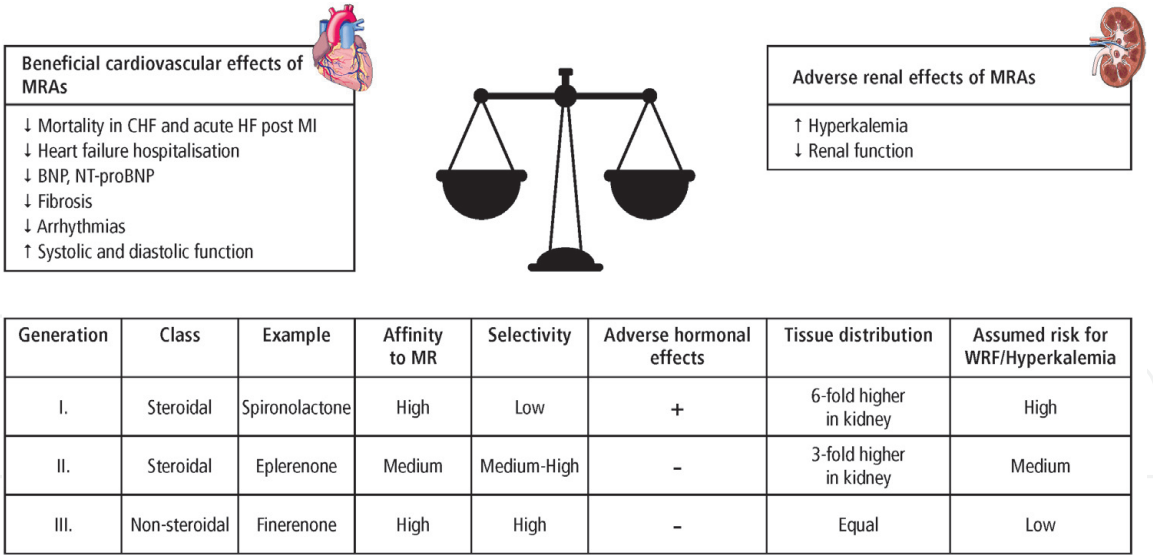 Beneficial cardiovascular effects of
MRAs
↓ Mortality in CHF and acute HF post MI
↓ Heart failure hospitalisation
↓ BNP, NT-proBNP
↓ Fibrosis
↓ Arrhythmias
↑ Systolic and diastolic function
Adverse renal effects of MRAs
↑ Hyperkalemia
↓ Renal function
Generation Class Example Affinity to MR Selectivity Adverse hormonal effects Tissue distribution Assumed risk for WRF/Hyperkalemia
I. Steroidal Spironolactone High Low + 6-fold higher in kidney High
II. Steroidal Eplerenone Medium Medium-High - 3-fold higher in kidney Medium
III. Non-steroidal Finerenone High High - Equal Low